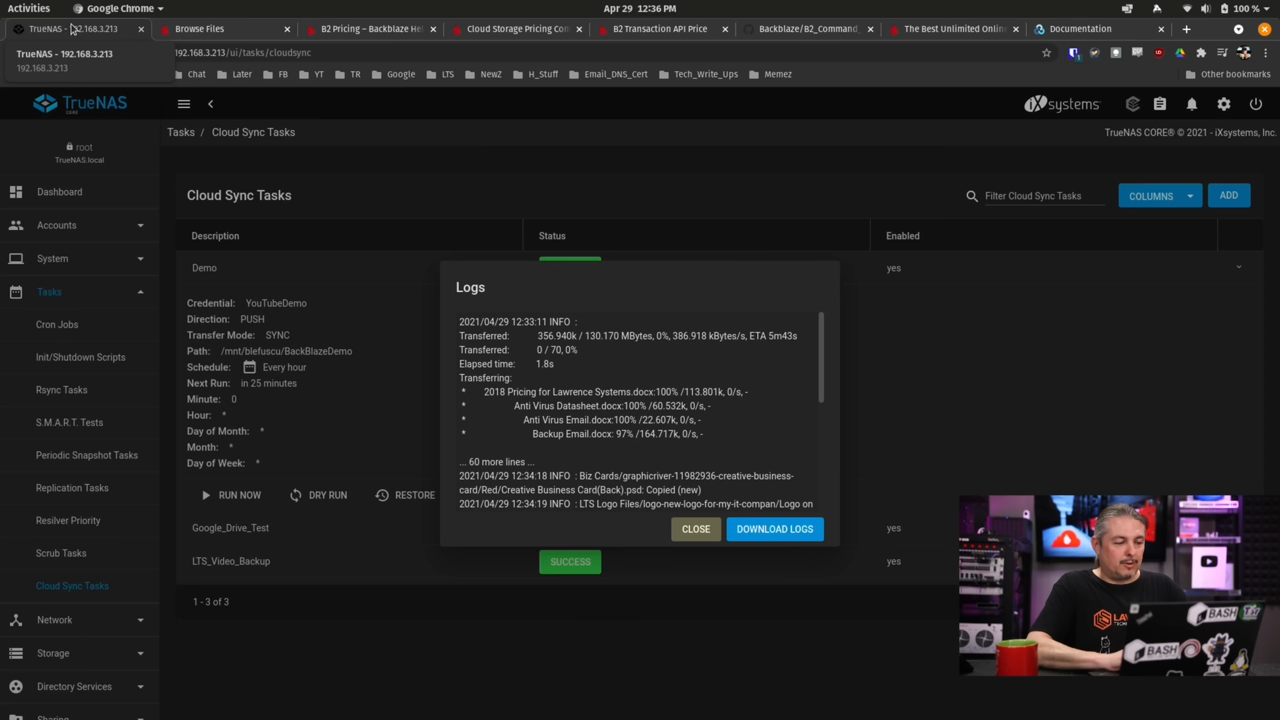 Activities
Google Chrome
Apr 29 12:36 PM
100 %
TrueNAS - 192.168.3.213
Browse Files
B2 Pricing – Backblaze He
Cloud Storage Pricing Co
B2 Transaction API Price
Backblaze/B2_Command_
The Best Unlimited Onlin
Documentation
TrueNAS - 192.168.3.213
192.168.3.213
192.168.3.213/ui/tasks/cloudsync
Chat
Later
FB
YT
TR
Google
LTS
NewZ
H_Stuff
Email_DNS_Cert
Tech_Write_Ups
Memez
Other bookmarks
TrueNAS
CORE
iXsystems
root
TrueNAS.local
Tasks / Cloud Sync Tasks
TrueNAS CORE® © 2021 - iXsystems, Inc.
Dashboard
Accounts
System
Tasks
Cron Jobs
Init/Shutdown Scripts
Rsync Tasks
S.M.A.R.T. Tests
Periodic Snapshot Tasks
Replication Tasks
Resilver Priority
Scrub Tasks
Cloud Sync Tasks
Network
Storage
Directory Services
Sharing
Cloud Sync Tasks
Filter Cloud Sync Tasks
COLUMNS
ADD
Description
Status
Enabled
Demo
yes
Credential: YouTubeDemo
Direction: PUSH
Transfer Mode: SYNC
Path: /mnt/blefuscu/BackBlazeDemo
Schedule: Every hour
Next Run: in 25 minutes
Minute: 0
Hour: *
Day of Month: *
Month: *
Day of Week: *
RUN NOW
DRY RUN
RESTORE
Google_Drive_Test
yes
LTS_Video_Backup
SUCCESS
yes
1 - 3 of 3
Logs
2021/04/29 12:33:11 INFO :
Transferred: 356.940k / 130.170 MBytes, 0%, 386.918 kBytes/s, ETA 5m43s
Transferred: 0 / 70, 0%
Elapsed time: 1.8s
Transferring:
* 2018 Pricing for Lawrence Systems.docx:100% /113.801k, 0/s, -
* Anti Virus Datasheet.docx:100% /60.532k, 0/s, -
* Anti Virus Email.docx:100% /22.607k, 0/s, -
* Backup Email.docx: 97% /164.717k, 0/s, -
... 60 more lines ...
2021/04/29 12:34:18 INFO : Biz Cards/graphicriver-11982936-creative-business-
card/Red/Creative Business Card(Back).psd: Copied (new)
2021/04/29 12:34:19 INFO : LTS Logo Files/logo-new-logo-for-my-it-compan/Logo on
CLOSE
DOWNLOAD LOGS
BASH
BASH